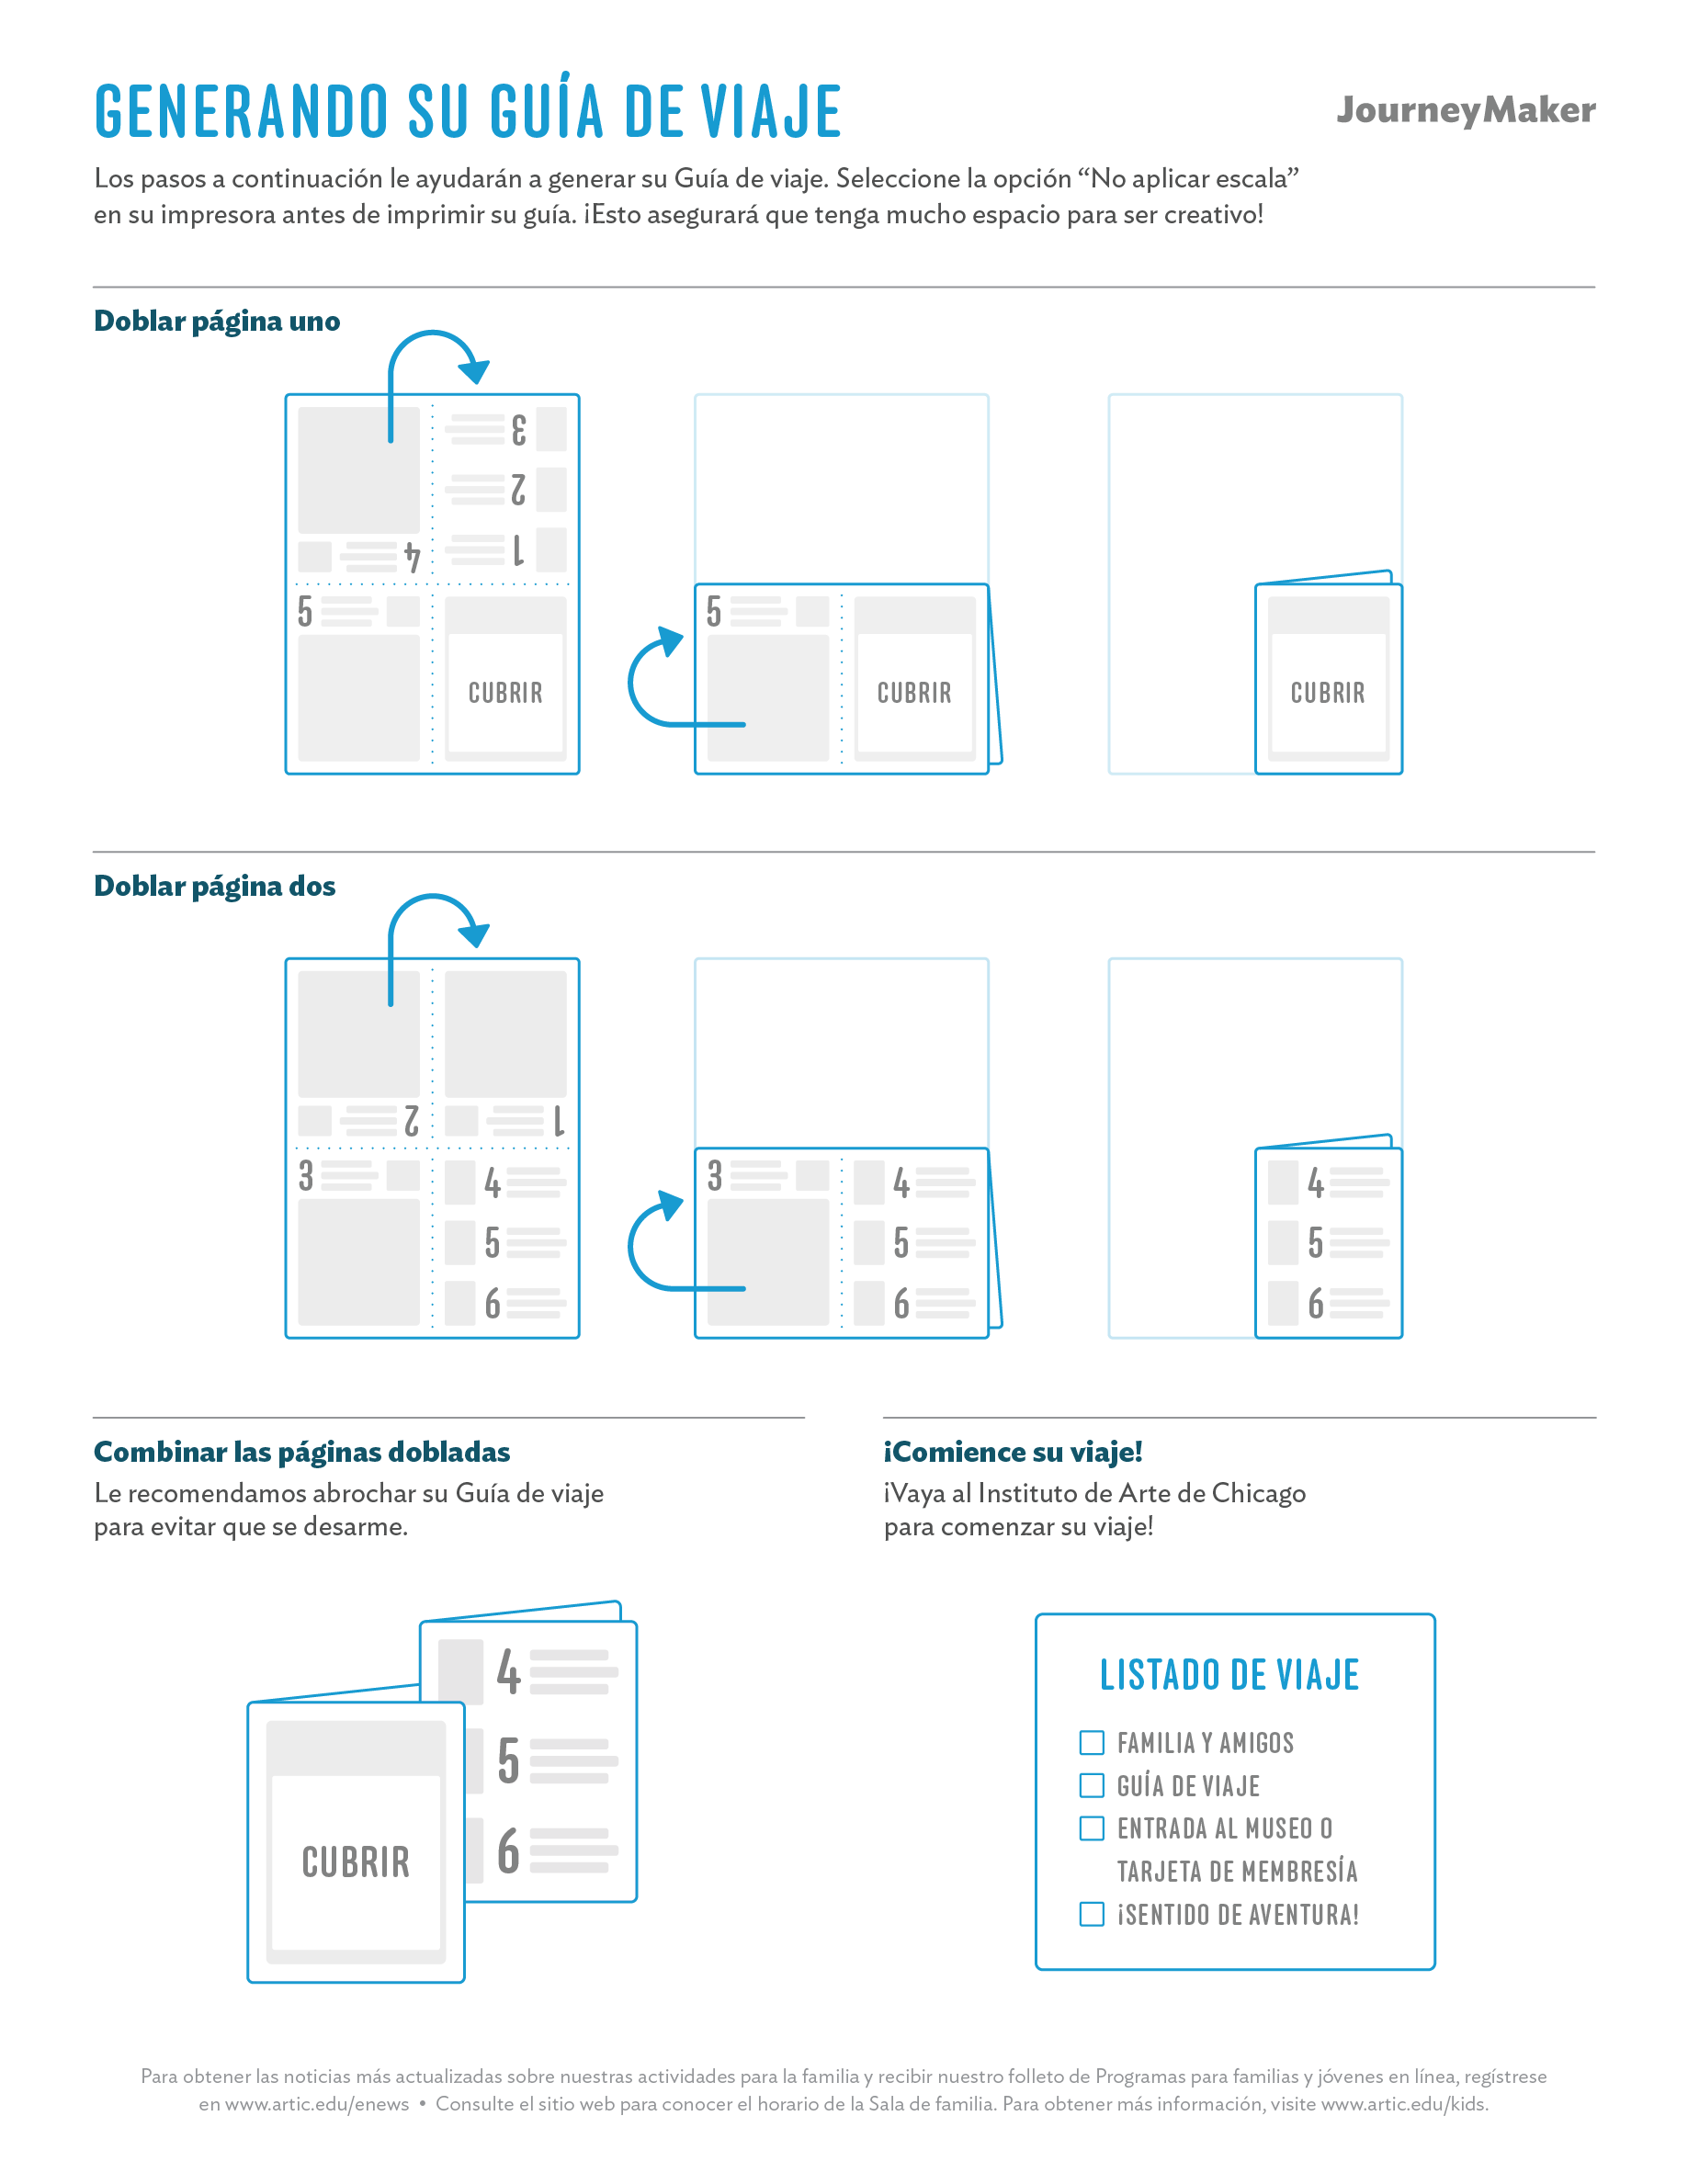 GENERANDO SU GUÍA DE VIAJE
JourneyMaker
Los pasos a continuación le ayudarán a generar su Guía de viaje. Seleccione la opción “No aplicar escala”
en su impresora antes de imprimir su guía. ¡Esto asegurará que tenga mucho espacio para ser creativo!
Doblar página uno
3
2
1
4
5
CUBRIR
5
CUBRIR
CUBRIR
Doblar página dos
2
1
3
4
5
6
3
4
5
6
4
5
6
Combinar las páginas dobladas
Le recomendamos abrochar su Guía de viaje
para evitar que se desarme.
4
5
6
CUBRIR
¡Comience su viaje!
¡Vaya al Instituto de Arte de Chicago
para comenzar su viaje!
LISTADO DE VIAJE
FAMILIA Y AMIGOS
GUÍA DE VIAJE
ENTRADA AL MUSEO O
TARJETA DE MEMBRESÍA
¡SENTIDO DE AVENTURA!
Para obtener las noticias más actualizadas sobre nuestras actividades para la familia y recibir nuestro folleto de Programas para familias y jóvenes en línea, regístrese
en www.artic.edu/enews • Consulte el sitio web para conocer el horario de la Sala de familia. Para obtener más información, visite www.artic.edu/kids.